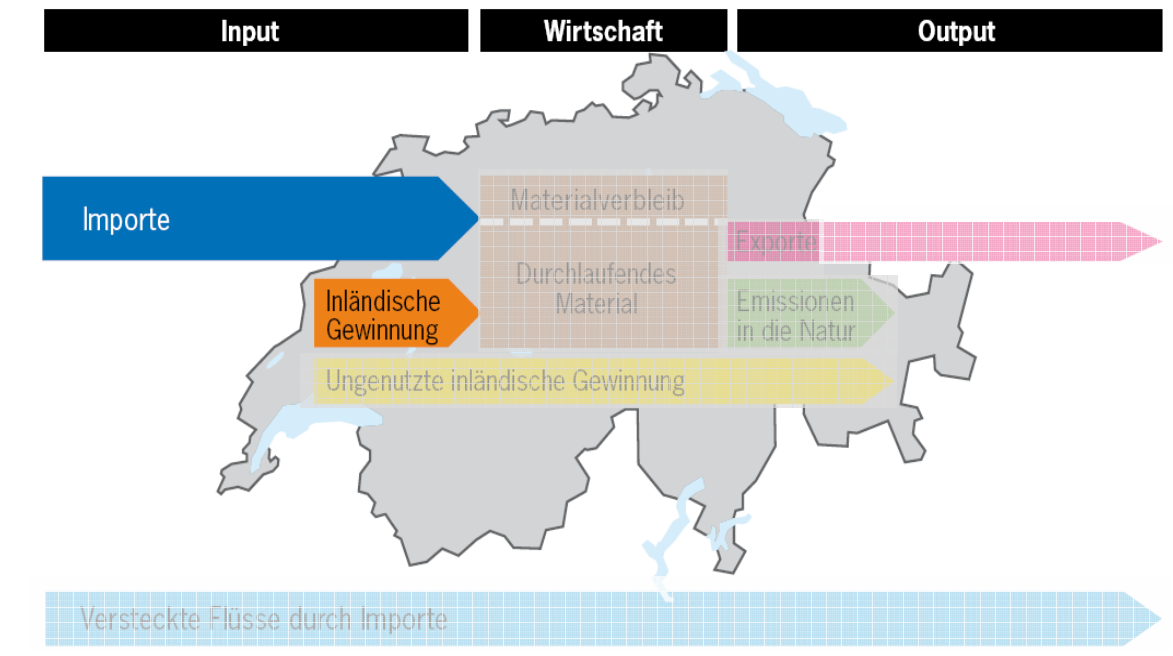 Input
Wirtschaft
Output
Importe
Materialverbleib
Exporte
Durchlaufendes
Material
Inländische
Gewinnung
Emissionen
in die Natur
Ungenutzte inländische Gewinnung
Versteckte Flüsse durch Importe